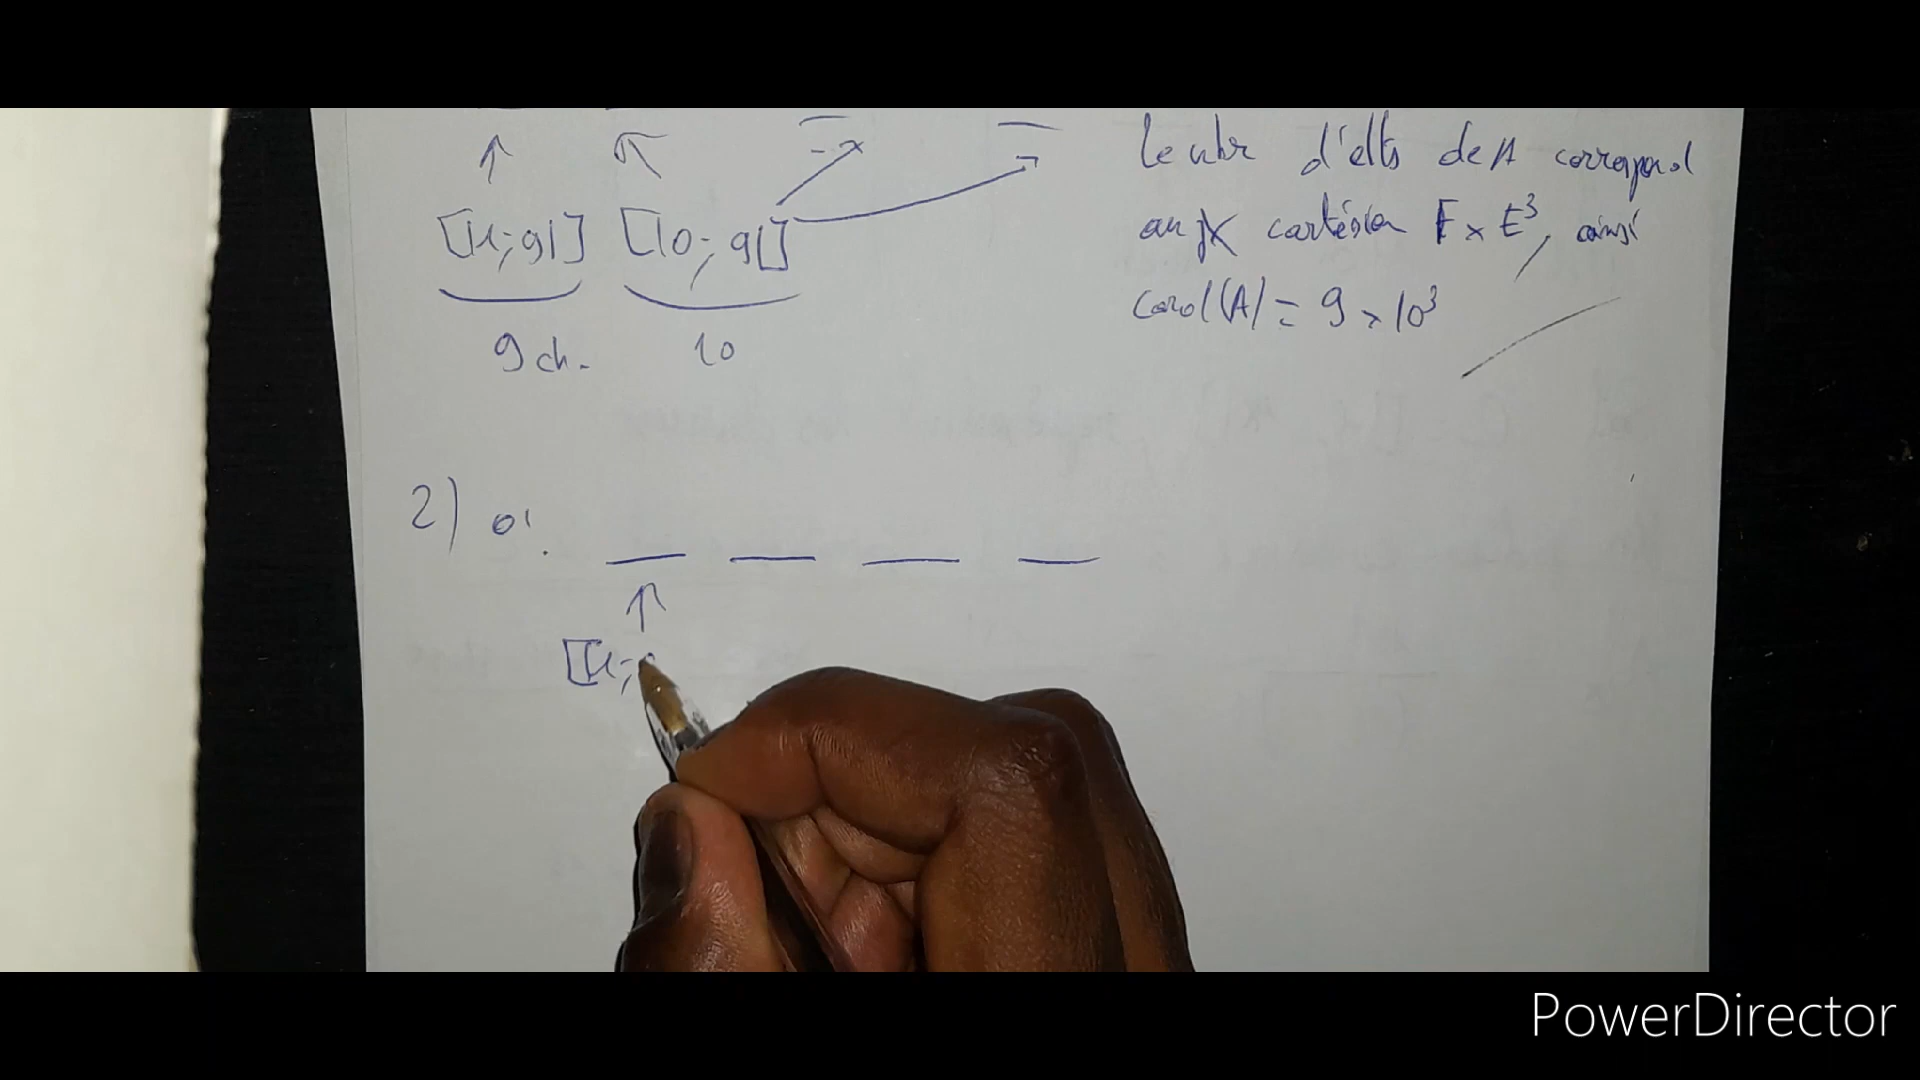 Le nbr d'elts de A correspond
au px cartésien F x E³, ainsi
[|1;9|] [|0;9|]
card(A) = 9 x 10³
9 ch. 10
2) a.
[|1;
PowerDirector